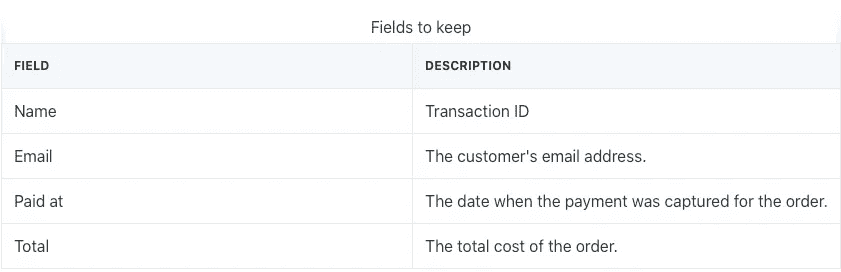 Fields to keep
FIELD DESCRIPTION
Name Transaction ID
Email The customer's email address.
Paid at The date when the payment was captured for the order.
Total The total cost of the order.